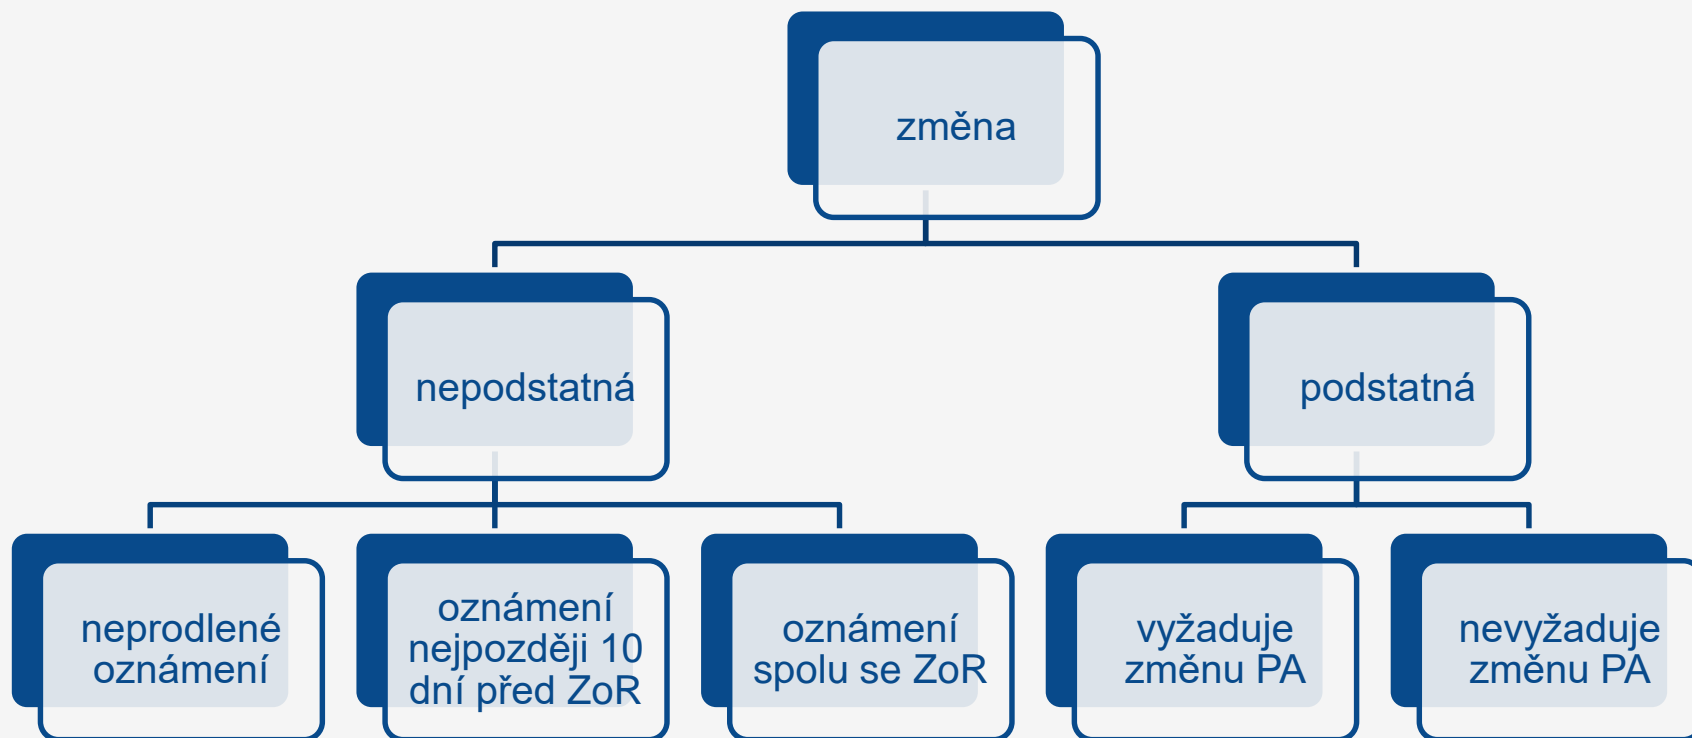 změna
nepodstatná
podstatná
neprodlené
oznámení
oznámení
nejpozději 10
dní před ZoR
oznámení
spolu se ZoR
vyžaduje
změnu PA
nevyžaduje
změnu PA